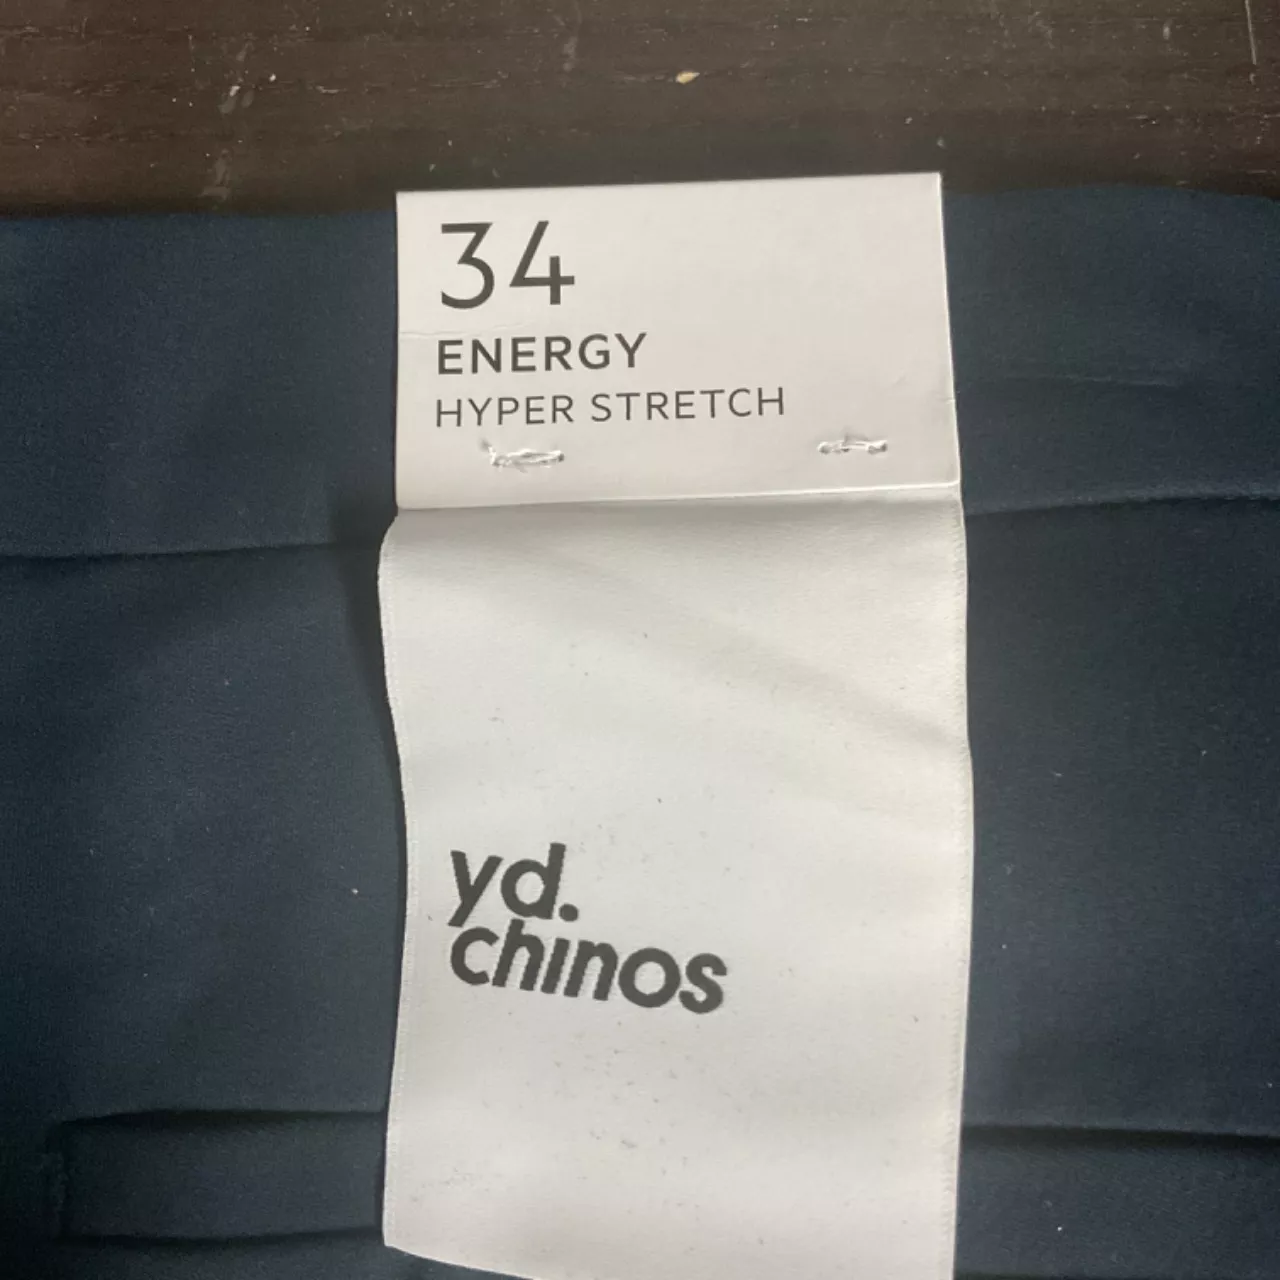 34
ENERGY
HYPER STRETCH
yd.
chinos